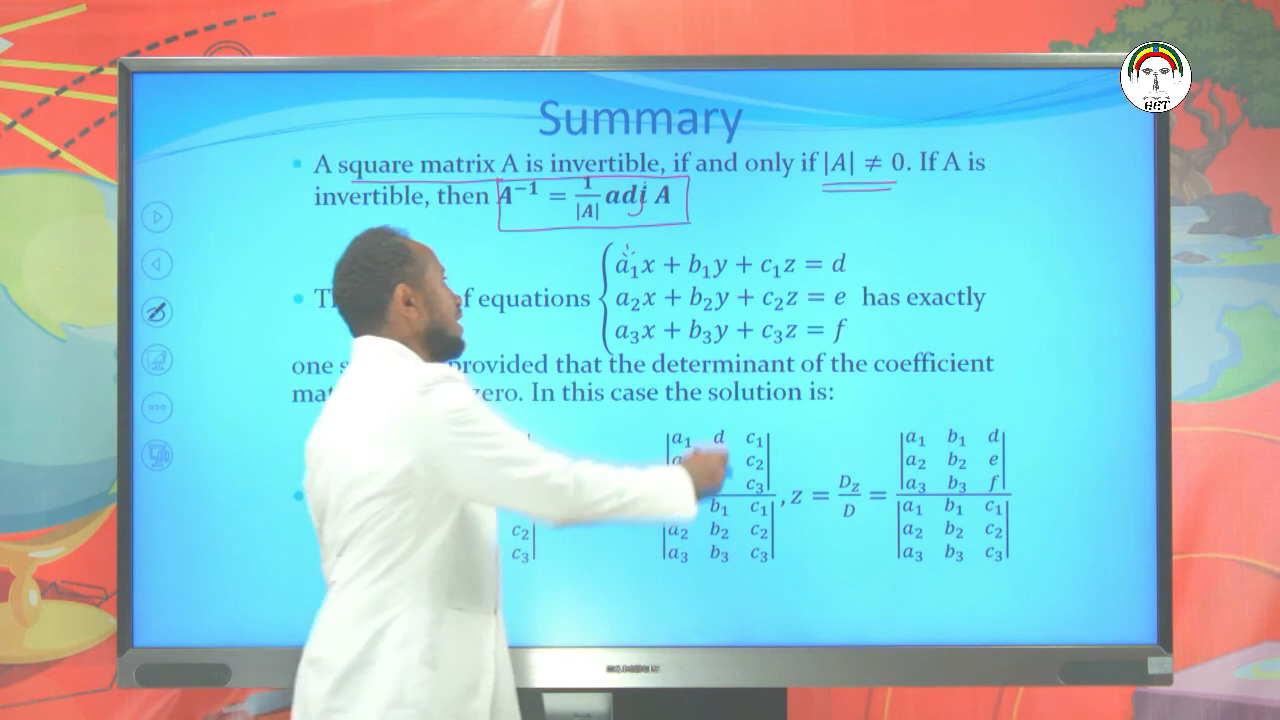 Summary
A square matrix A is invertible, if and only if |A| ≠ 0. If A is
invertible, then A⁻¹ = 1/|A| adj A
a₁x + b₁y + c₁z = d
f equations a₂x + b₂y + c₂z = e has exactly
a₃x + b₃y + c₃z = f
one provided that the determinant of the coefficient
zero. In this case the solution is:
a₁ d c₁ a₁ b₁ d
c₂ a₂ b₂ e
c₃ a₃ b₃ f
, z = D_z/D =
b₁ c₁ a₁ b₁ c₁
c₂ a₂ b₂ c₂ a₂ b₂ c₂
c₃ a₃ b₃ c₃ a₃ b₃ c₃